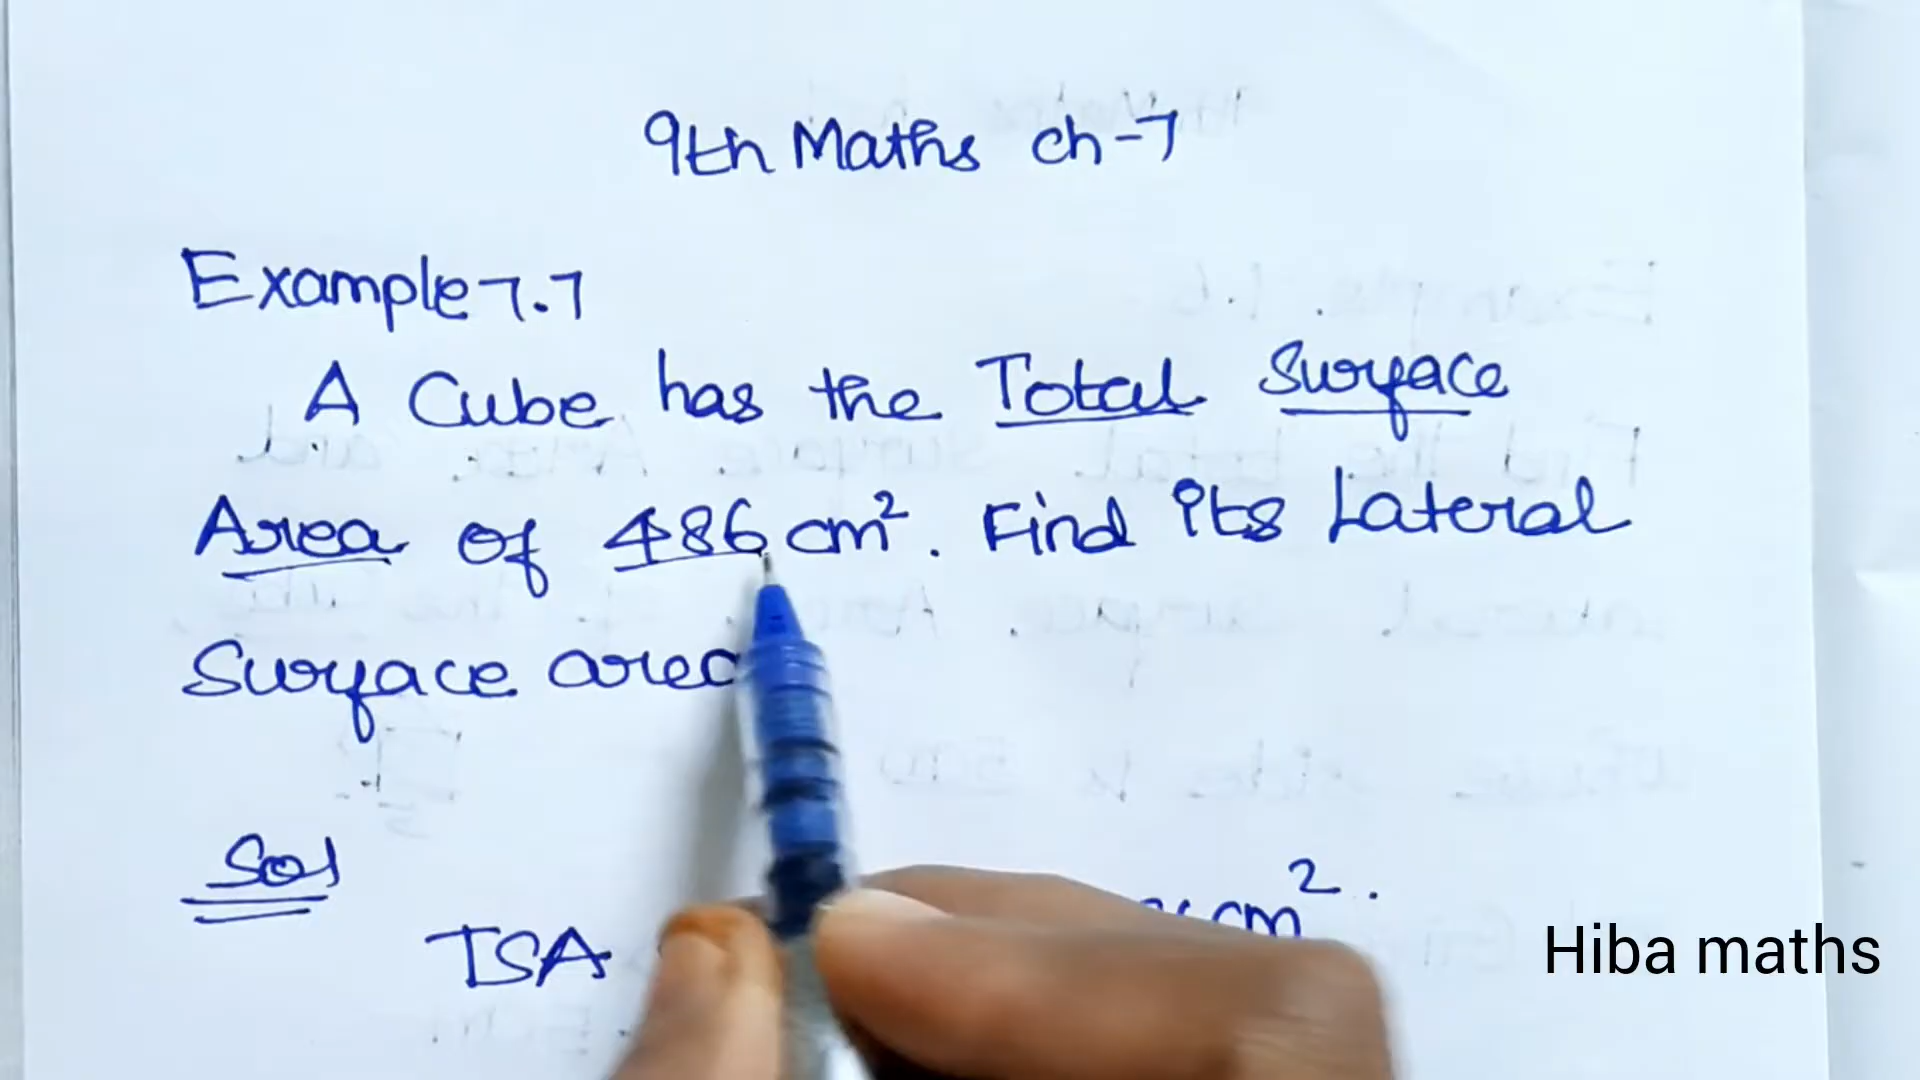 9th Maths ch-7
Example 7.7
A Cube has the Total Surface
Area of 486 cm². Find its Lateral
Surface area
Sol
TSA cm².
Hiba maths